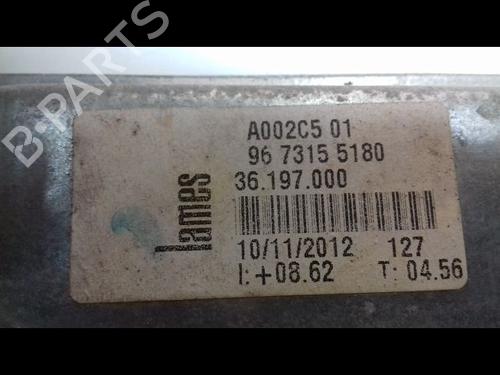 A002C5 01
96 7315 5180
36.197.000
lames
10/11/2012 127
I:+08.62 T: 04.56
B-PARTS